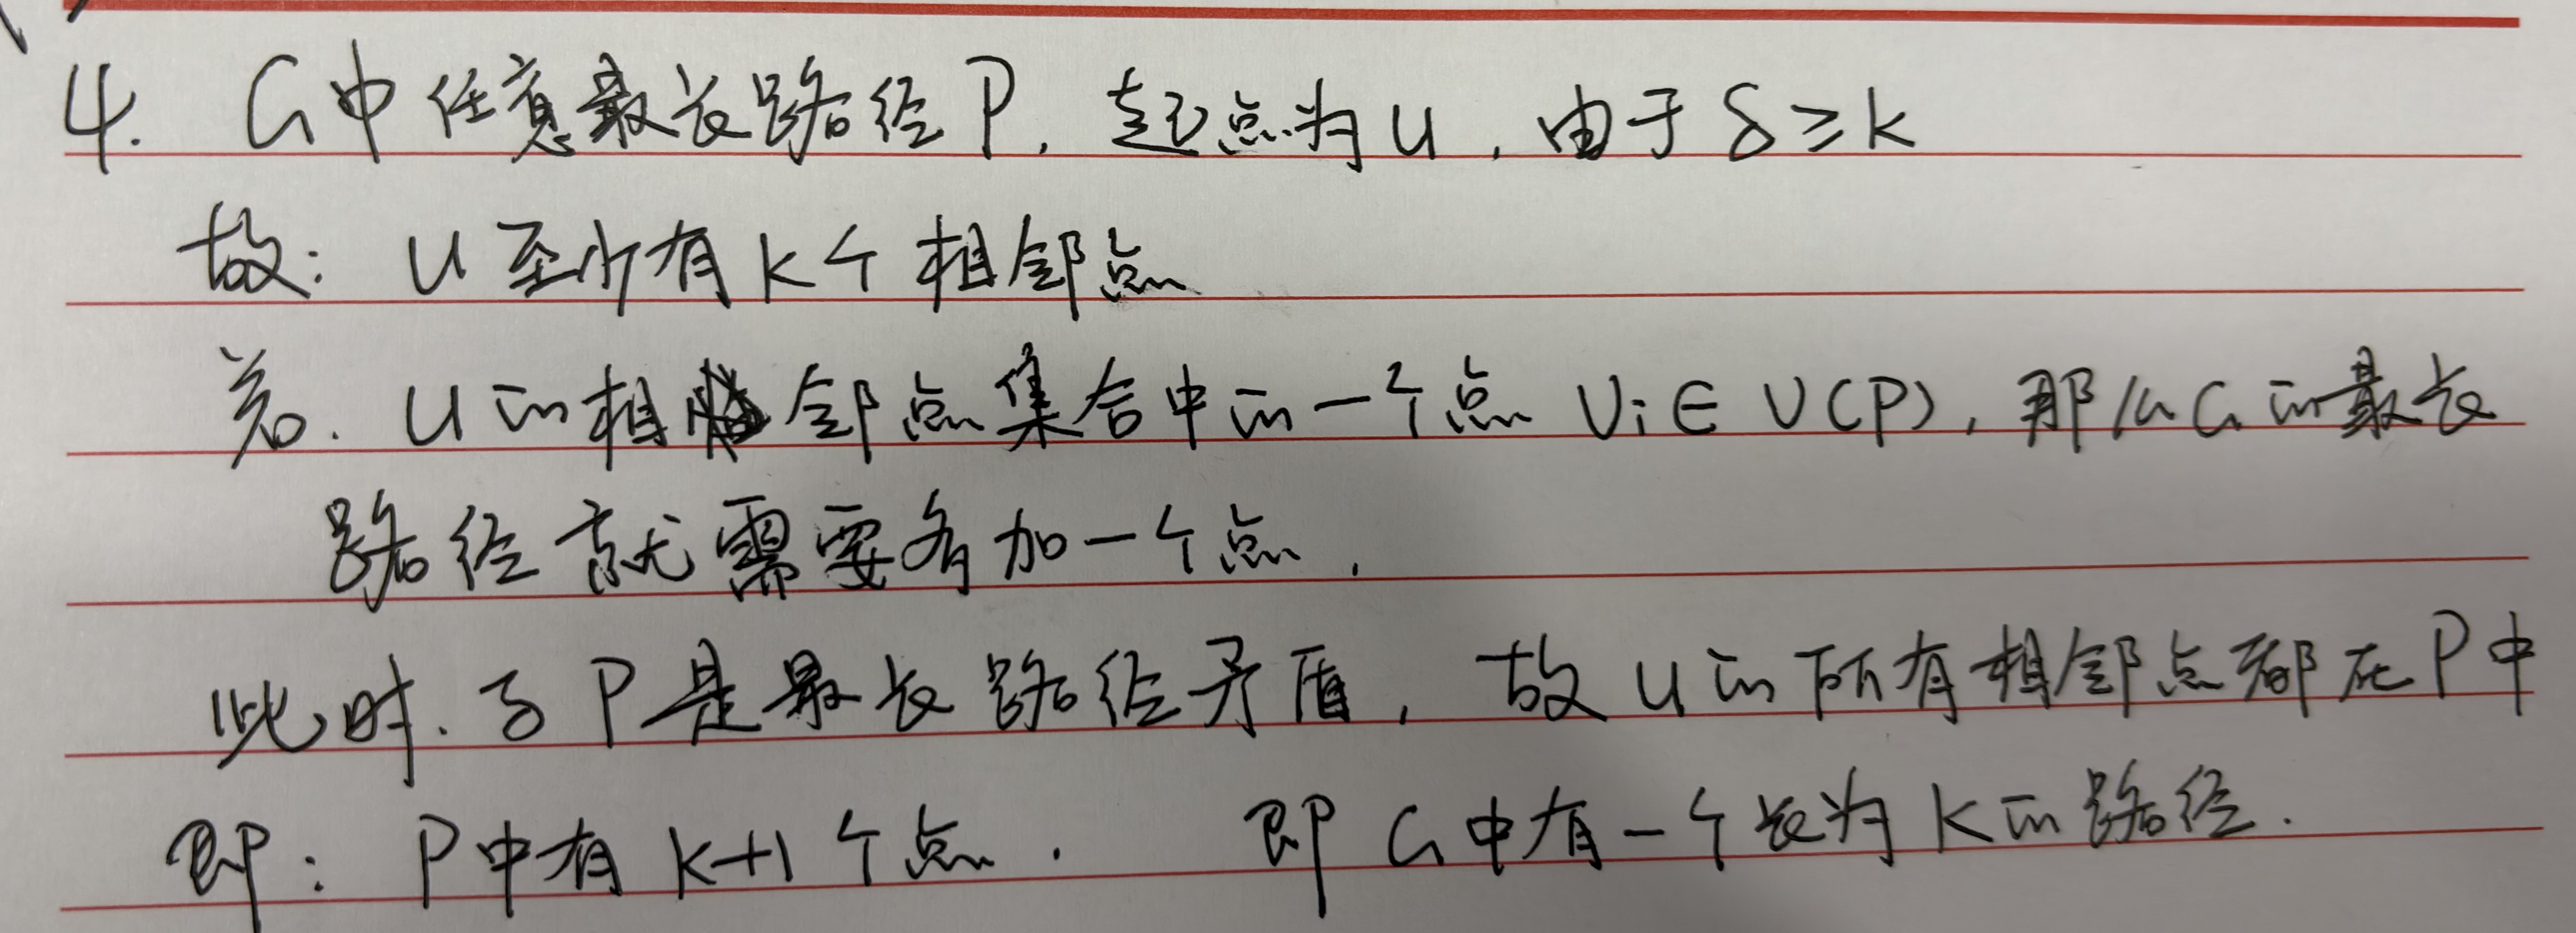 4. G中任意最长路径P, 起点为u, 由于δ≥k
故: u至少有k个相邻点
若. u的相邻点集合中的一个点 Vi∈V(P), 那么G的最长
路径就需要多加一个点,
此时. 与P是最长路径矛盾, 故u的所有相邻点都在P中
即: P中有k+1个点. 即G中有一个长为k的路径.